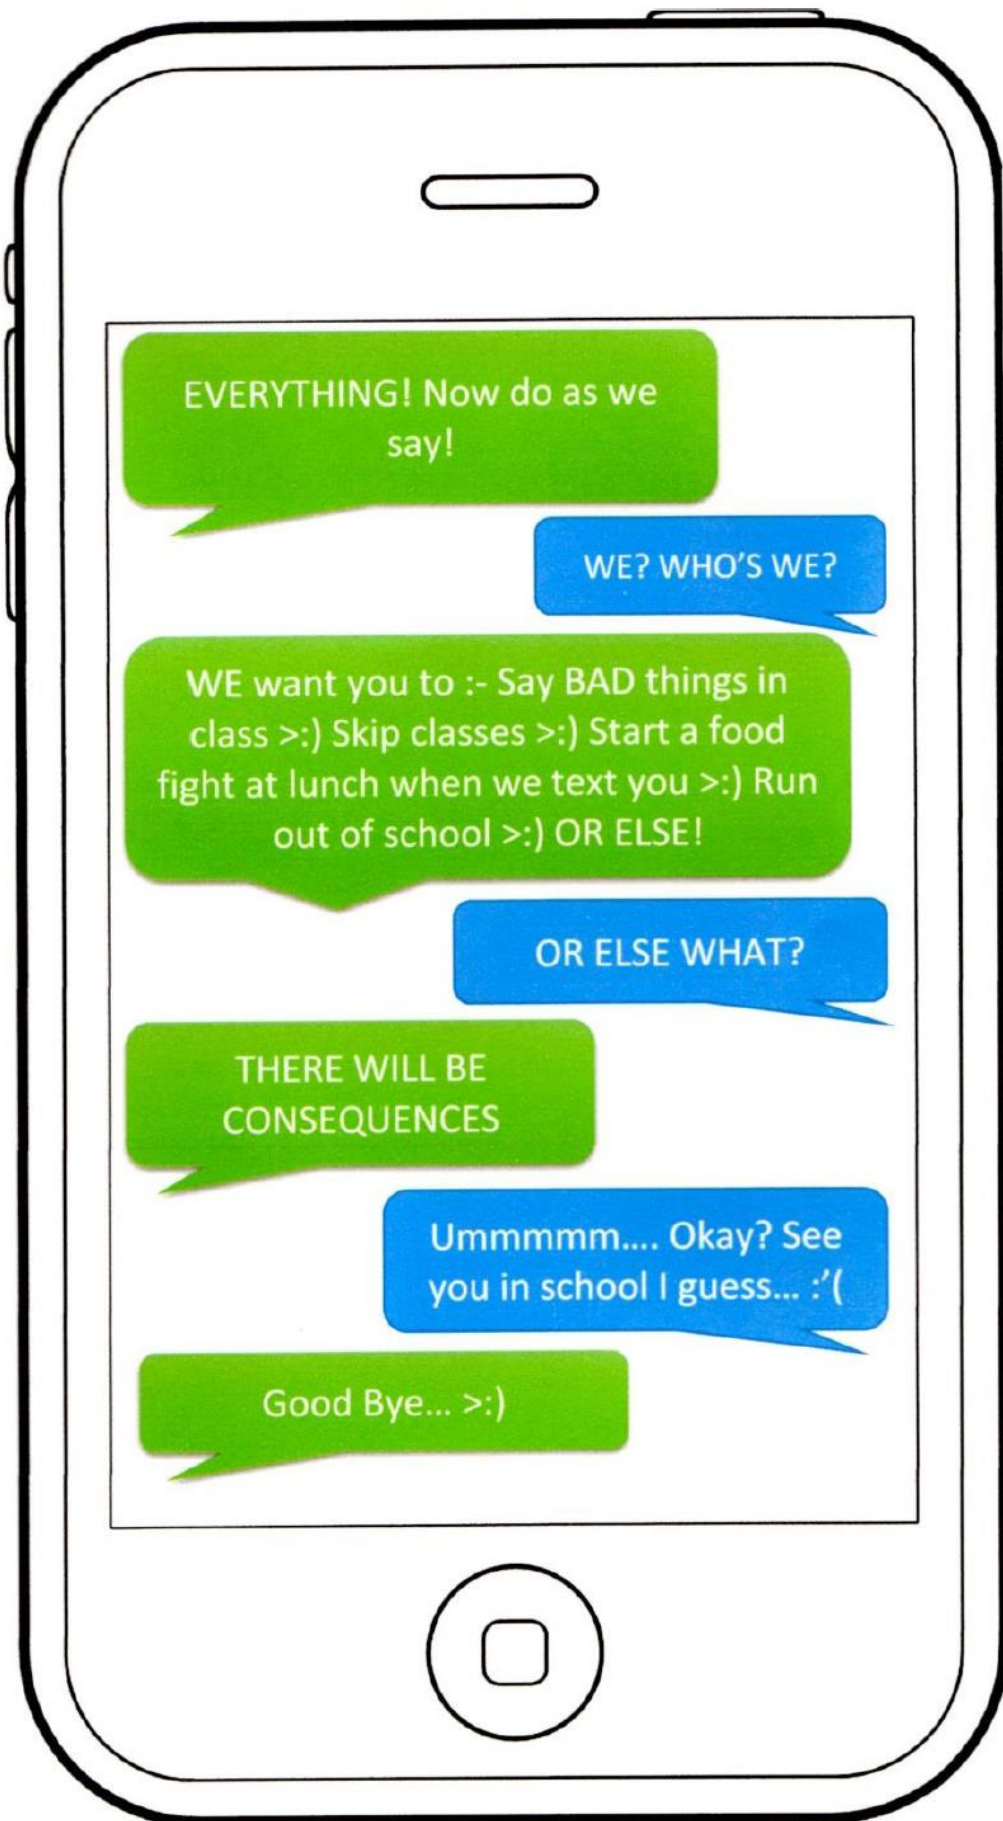 EVERYTHING! Now do as we
say!
WE? WHO'S WE?
WE want you to :- Say BAD things in
class >:) Skip classes >:) Start a food
fight at lunch when we text you >:) Run
out of school >:) OR ELSE!
OR ELSE WHAT?
THERE WILL BE
CONSEQUENCES
Ummmmm.... Okay? See
you in school I guess... :’(
Good Bye... >:)